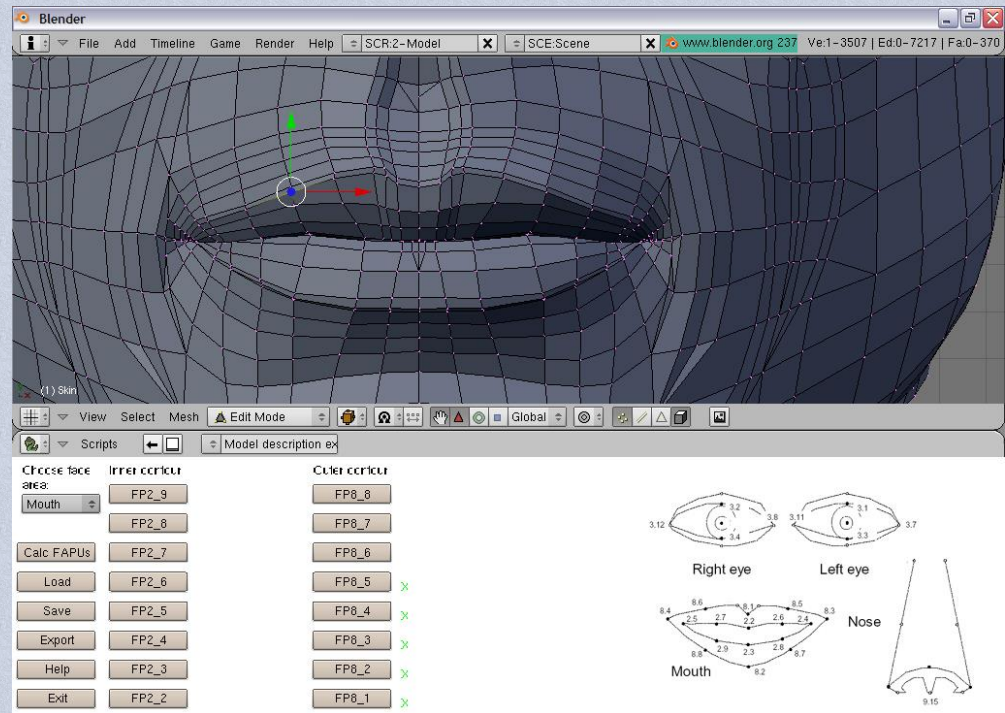 Blender
File Add Timeline Game Render Help SCR:2-Model X SCE:Scene X www.blender.org 237 Ve:1-3507 | Ed:0-7217 | Fa:0-370
(1) Skin
View Select Mesh Edit Mode Global
Scripts Model description ex
Choose face area:
Inner contour
Outer contour
Mouth
FP2_9 FP8_8
FP2_8 FP8_7
Calc FAPUs FP2_7 FP8_6
Load FP2_6 FP8_5 X
Save FP2_5 FP8_4 X
Export FP2_4 FP8_3 X
Help FP2_3 FP8_2 X
Exit FP2_2 FP8_1 X
3.12 3.2 3.4 3.8 3.11 3.1 3.3 3.7
Right eye Left eye
8.4 8.6 8.1 8.5 8.3
2.5 2.7 2.2 2.6 2.4
8.8 2.9 2.3 2.8 8.7
8.2
Mouth
Nose
9.15